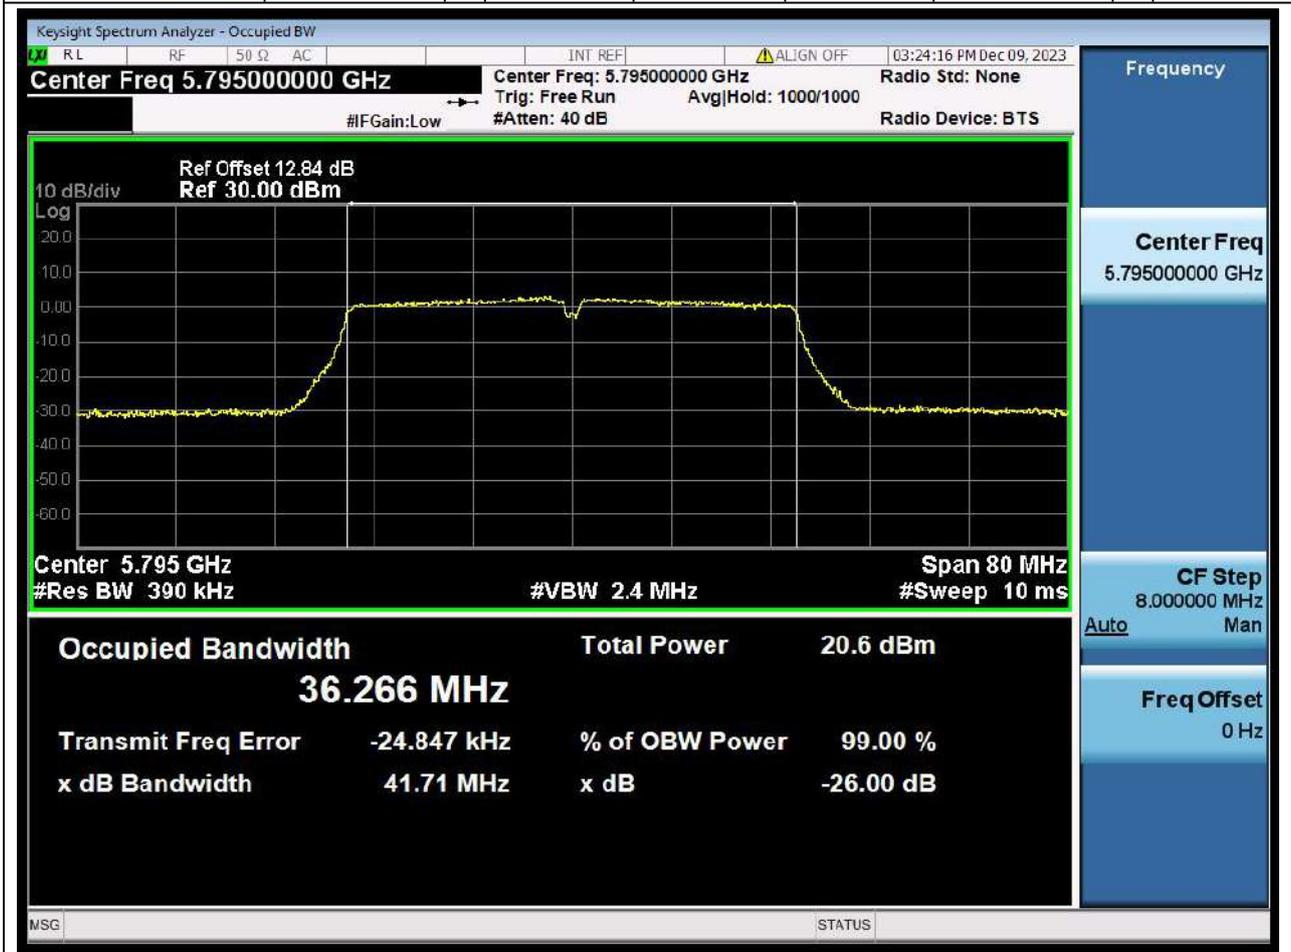 Keysight Spectrum Analyzer - Occupied BW
LXI RL RF 50 Ω AC INT REF ALIGN OFF 03:24:16 PM Dec 09, 2023
Center Freq 5.795000000 GHz
Center Freq: 5.795000000 GHz
Radio Std: None
Trig: Free Run Avg|Hold: 1000/1000
#IFGain:Low #Atten: 40 dB Radio Device: BTS
Ref Offset 12.84 dB
10 dB/div Ref 30.00 dBm
Log
20.0
10.0
0.00
-10.0
-20.0
-30.0
-40.0
-50.0
-60.0
Center 5.795 GHz Span 80 MHz
#Res BW 390 kHz #VBW 2.4 MHz #Sweep 10 ms
Occupied Bandwidth Total Power 20.6 dBm
36.266 MHz
Transmit Freq Error -24.847 kHz % of OBW Power 99.00 %
x dB Bandwidth 41.71 MHz x dB -26.00 dB
MSG STATUS
Frequency
Center Freq
5.795000000 GHz
CF Step
8.000000 MHz
Auto Man
Freq Offset
0 Hz